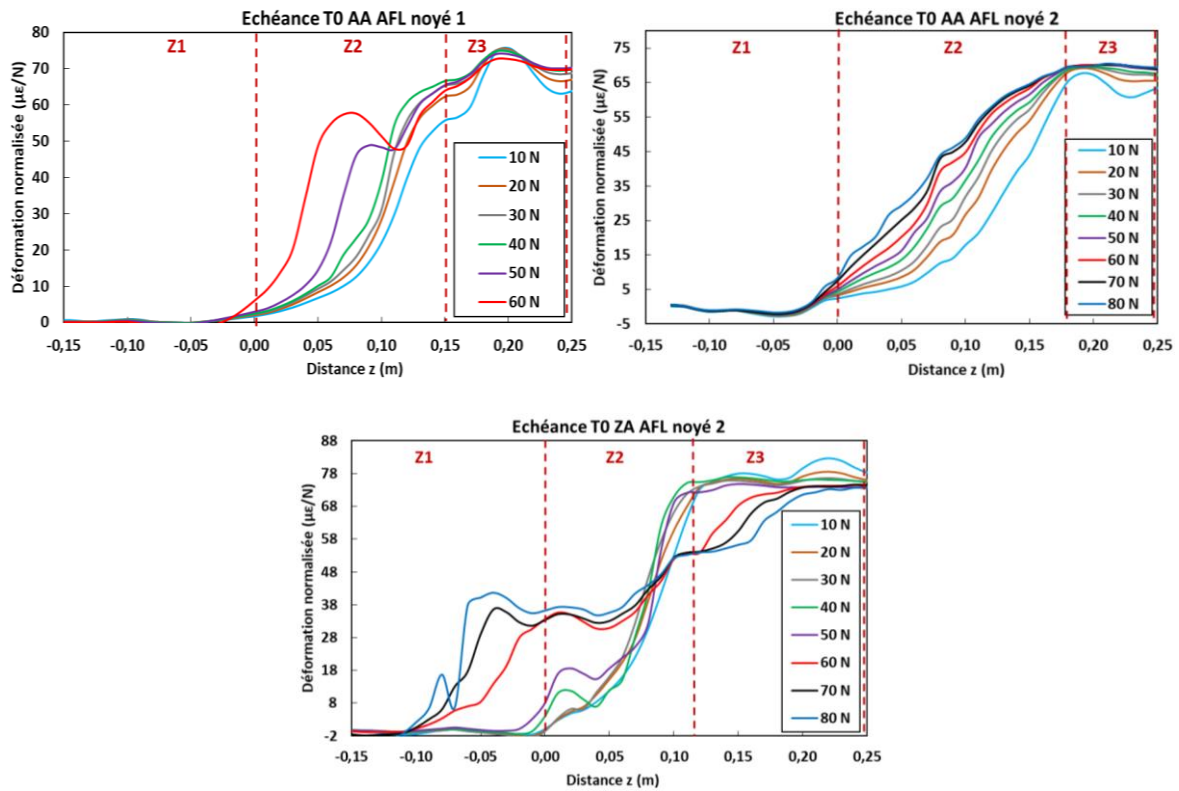 Echéance T0 AA AFL noyé 1
Déformation normalisée (με/N)
80
70
60
50
40
30
20
10
0
Z1
Z2
Z3
10 N
20 N
30 N
40 N
50 N
60 N
-0,15
-0,10
-0,05
0,00
0,05
0,10
0,15
0,20
0,25
Distance z (m)
Echéance T0 AA AFL noyé 2
Déformation normalisée (με/N)
75
65
55
45
35
25
15
5
-5
Z1
Z2
Z3
10 N
20 N
30 N
40 N
50 N
60 N
70 N
80 N
-0,15
-0,10
-0,05
0,00
0,05
0,10
0,15
0,20
0,25
Distance z (m)
Echéance T0 ZA AFL noyé 2
Déformation normalisée (με/N)
88
78
68
58
48
38
28
18
8
-2
Z1
Z2
Z3
10 N
20 N
30 N
40 N
50 N
60 N
70 N
80 N
-0,15
-0,10
-0,05
0,00
0,05
0,10
0,15
0,20
0,25
Distance z (m)